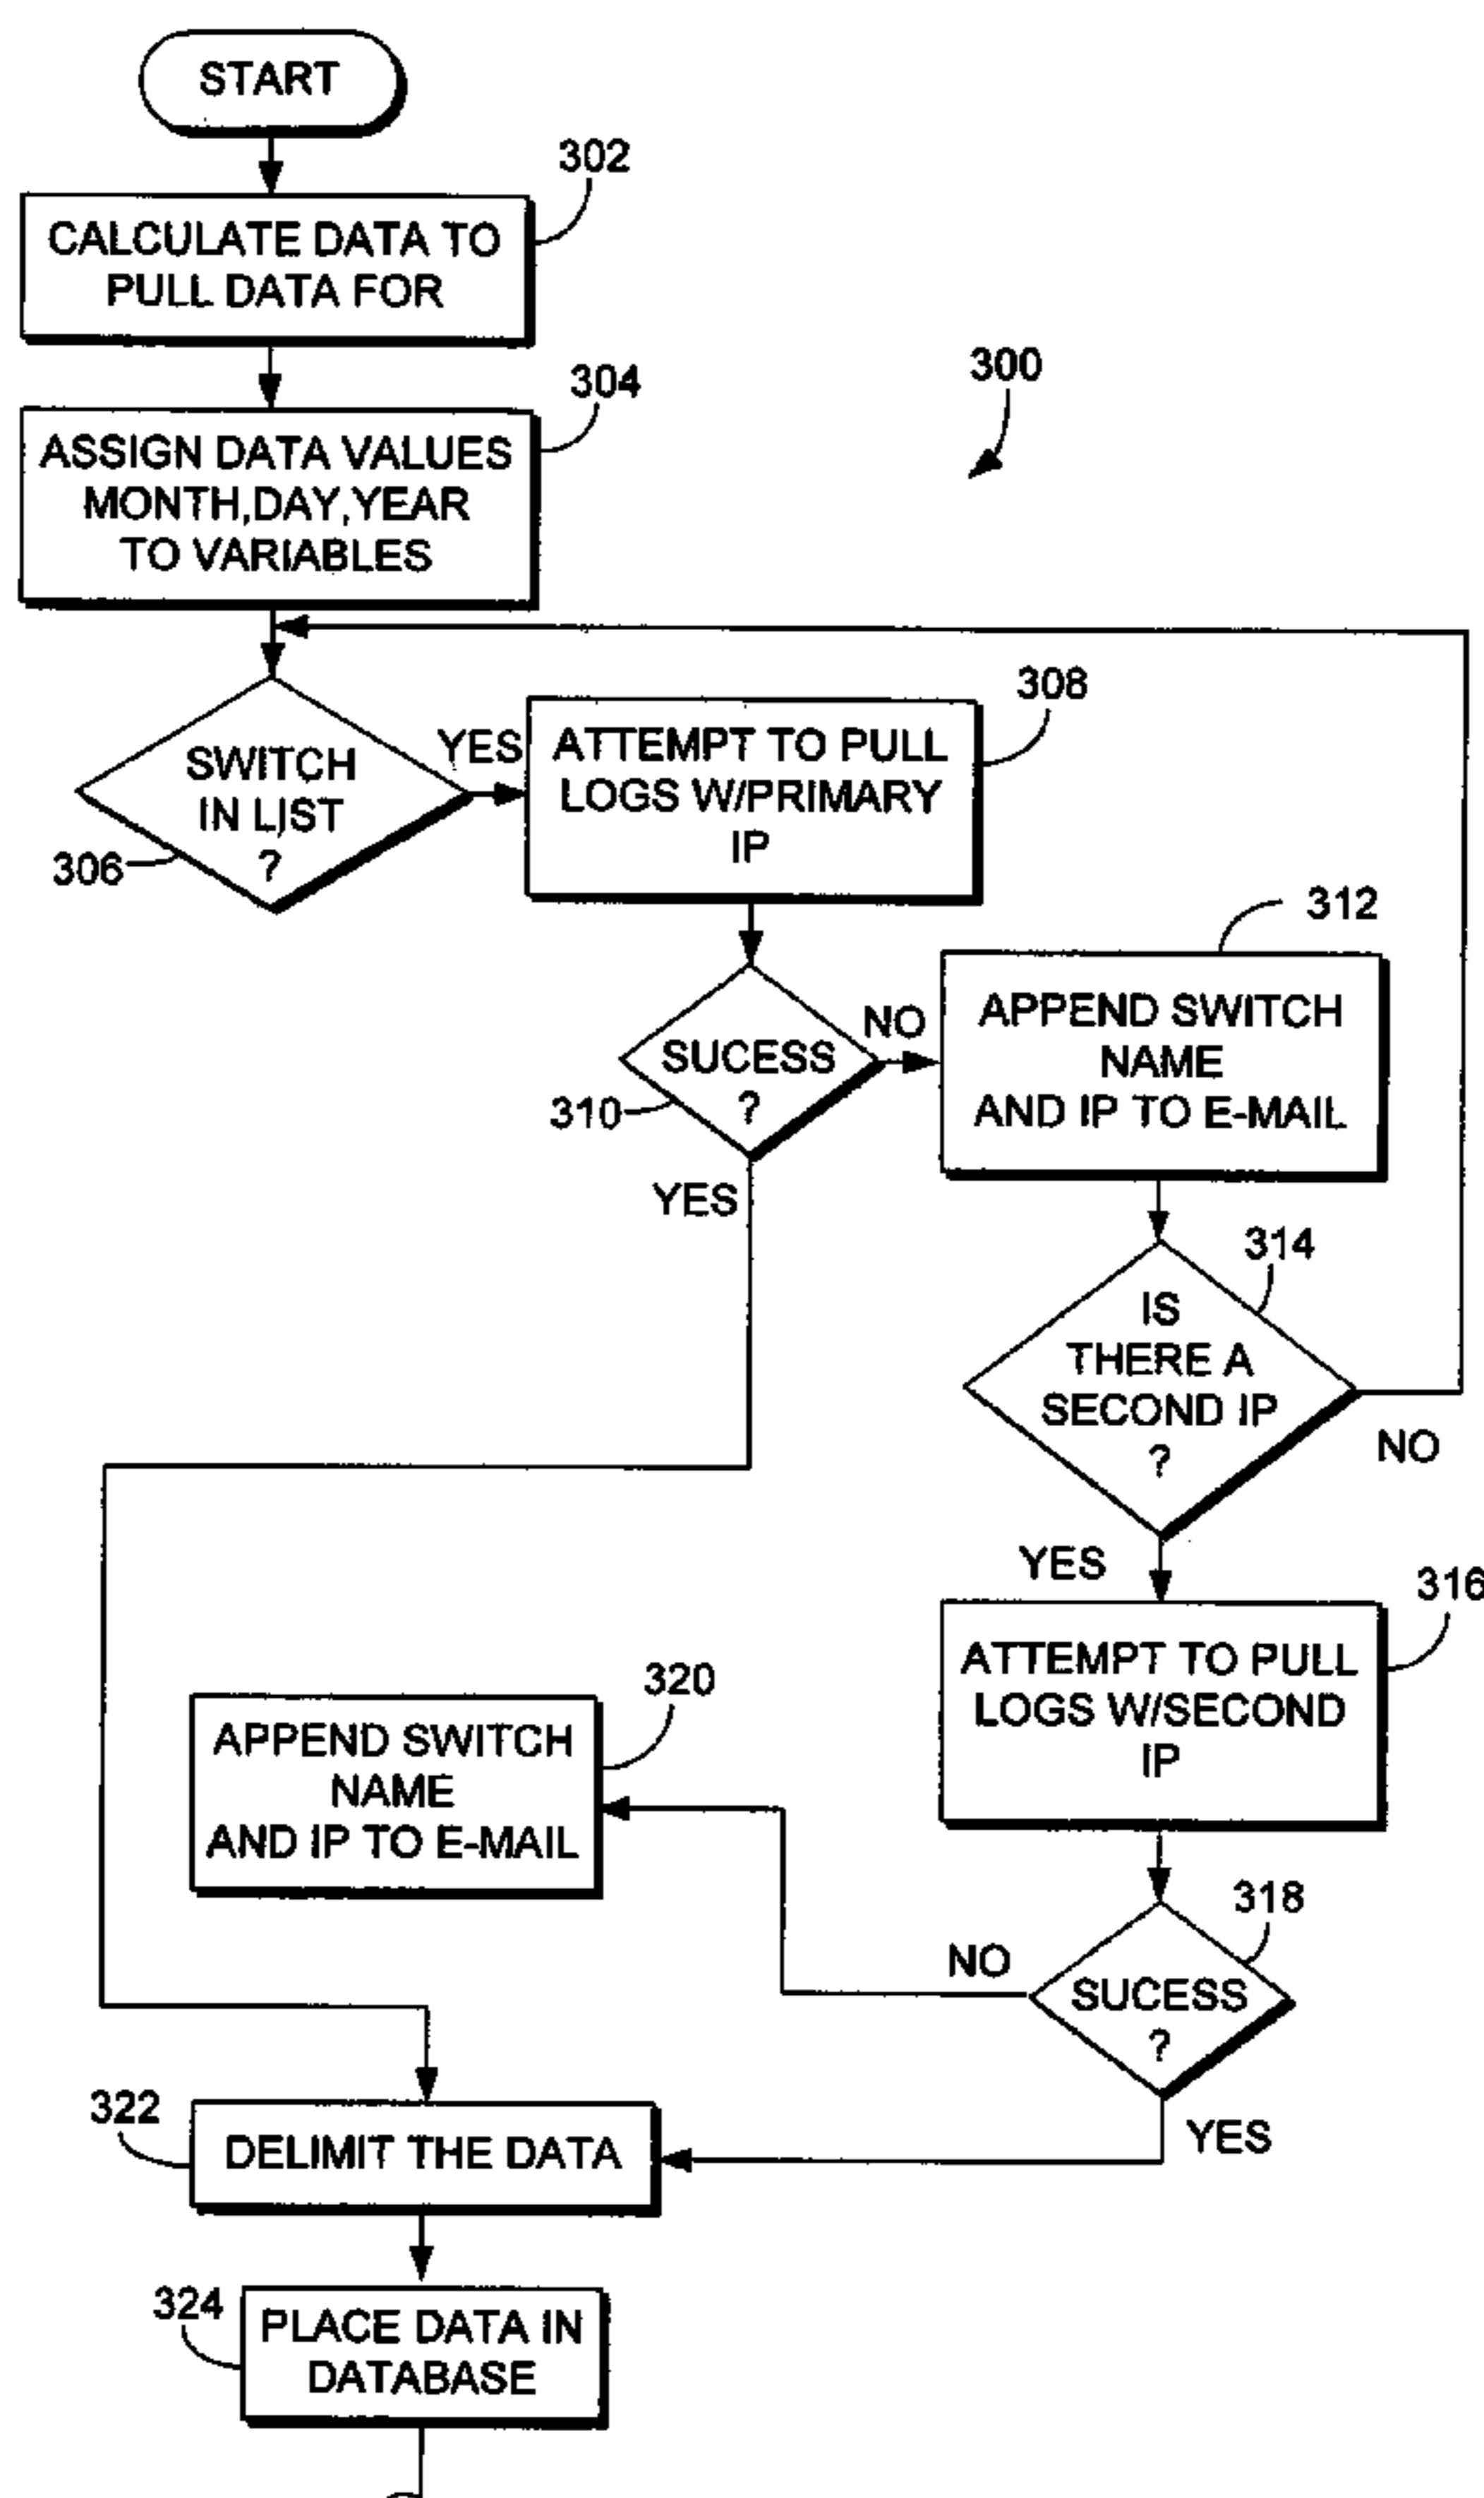 START
302
CALCULATE DATA TO
PULL DATA FOR
304
300
ASSIGN DATA VALUES
MONTH,DAY,YEAR
TO VARIABLES
308
SWITCH
IN LIST
?
306
YES
ATTEMPT TO PULL
LOGS W/PRIMARY
IP
312
SUCESS
?
310
NO
APPEND SWITCH
NAME
AND IP TO E-MAIL
YES
314
IS
THERE A
SECOND IP
?
NO
YES
316
ATTEMPT TO PULL
LOGS W/SECOND
IP
320
APPEND SWITCH
NAME
AND IP TO E-MAIL
318
NO
SUCESS
?
YES
322
DELIMIT THE DATA
324
PLACE DATA IN
DATABASE